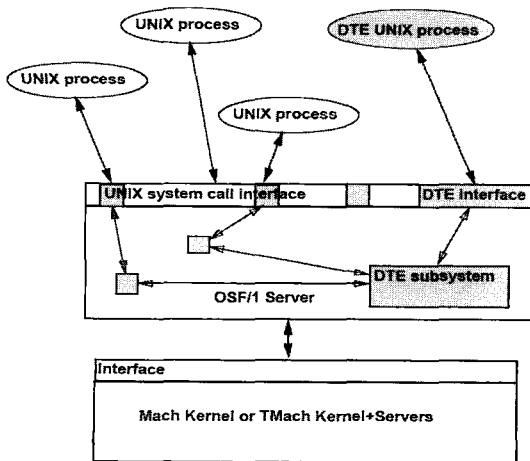 UNIX process
DTE UNIX process
UNIX process
UNIX process
UNIX system call interface
DTE interface
DTE subsystem
OSF/1 Server
Interface
Mach Kernel or TMach Kernel+Servers